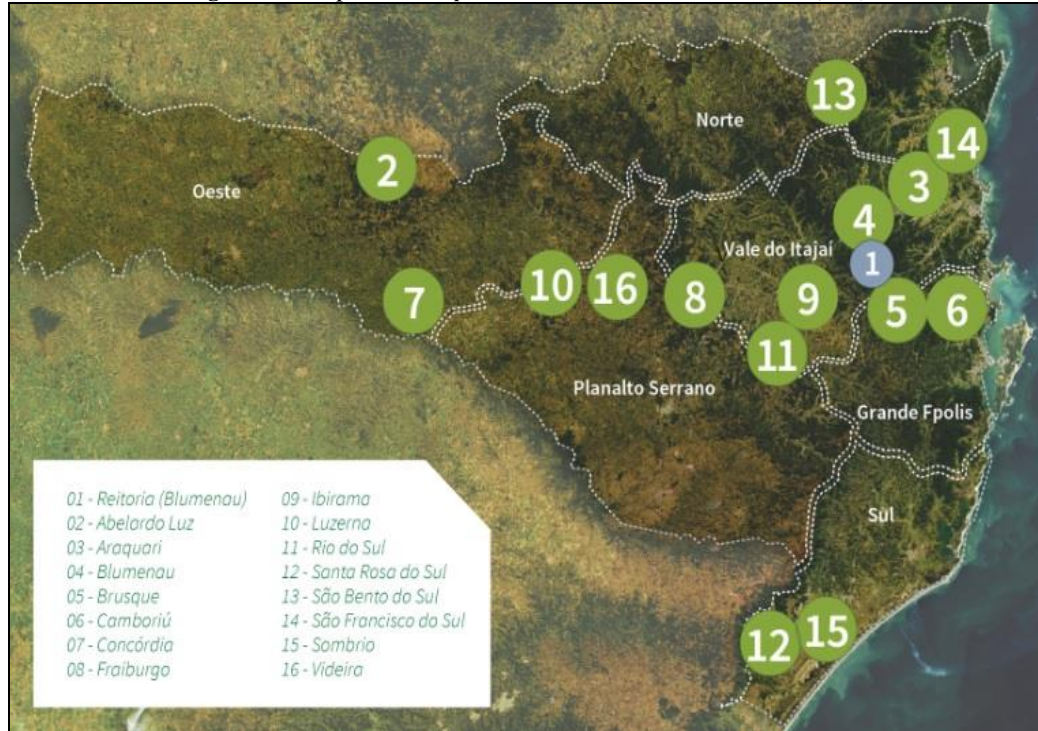 Norte
13
14
2
Oeste
3
4
Vale do Itajaí
1
7
10
16
8
9
5
6
11
Planalto Serrano
Grande Fpolis
Sul
12
15
01 - Reitoria (Blumenau)
02 - Abelardo Luz
03 - Araquari
04 - Blumenau
05 - Brusque
06 - Camboriú
07 - Concórdia
08 - Fraiburgo
09 - Ibirama
10 - Luzerna
11 - Rio do Sul
12 - Santa Rosa do Sul
13 - São Bento do Sul
14 - São Francisco do Sul
15 - Sombrio
16 - Videira